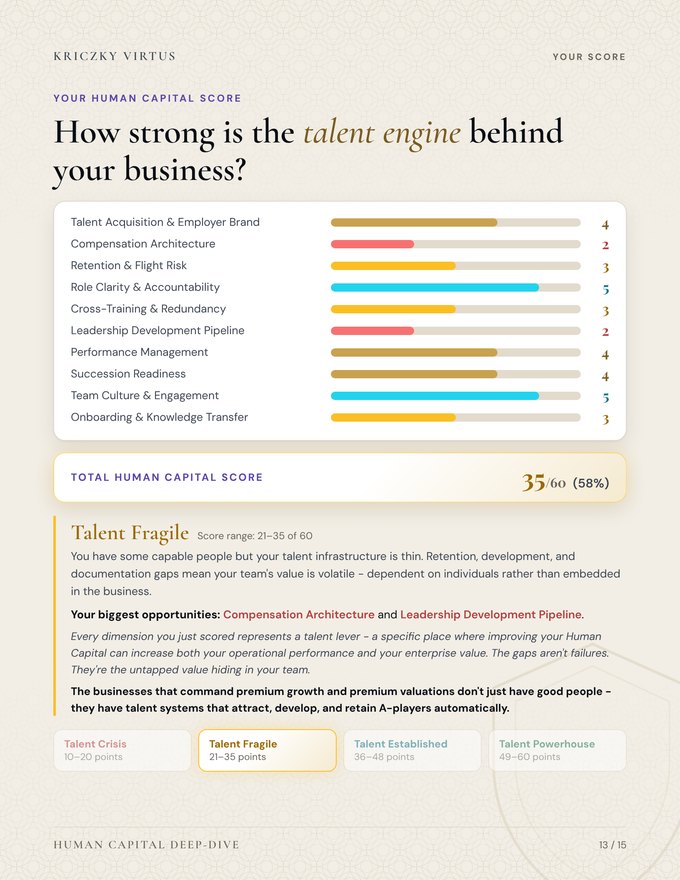 KRICZKY VIRTUS
YOUR SCORE
YOUR HUMAN CAPITAL SCORE
How strong is the talent engine behind
your business?
Talent Acquisition & Employer Brand 4
Compensation Architecture 2
Retention & Flight Risk 3
Role Clarity & Accountability 5
Cross-Training & Redundancy 3
Leadership Development Pipeline 2
Performance Management 4
Succession Readiness 4
Team Culture & Engagement 5
Onboarding & Knowledge Transfer 3
TOTAL HUMAN CAPITAL SCORE 35/60 (58%)
Talent Fragile Score range: 21–35 of 60
You have some capable people but your talent infrastructure is thin. Retention, development, and
documentation gaps mean your team's value is volatile – dependent on individuals rather than embedded
in the business.
Your biggest opportunities: Compensation Architecture and Leadership Development Pipeline.
Every dimension you just scored represents a talent lever – a specific place where improving your Human
Capital can increase both your operational performance and your enterprise value. The gaps aren't failures.
They're the untapped value hiding in your team.
The businesses that command premium growth and premium valuations don't just have good people –
they have talent systems that attract, develop, and retain A-players automatically.
Talent Crisis
10–20 points
Talent Fragile
21–35 points
Talent Established
36–48 points
Talent Powerhouse
49–60 points
HUMAN CAPITAL DEEP-DIVE
13 / 15